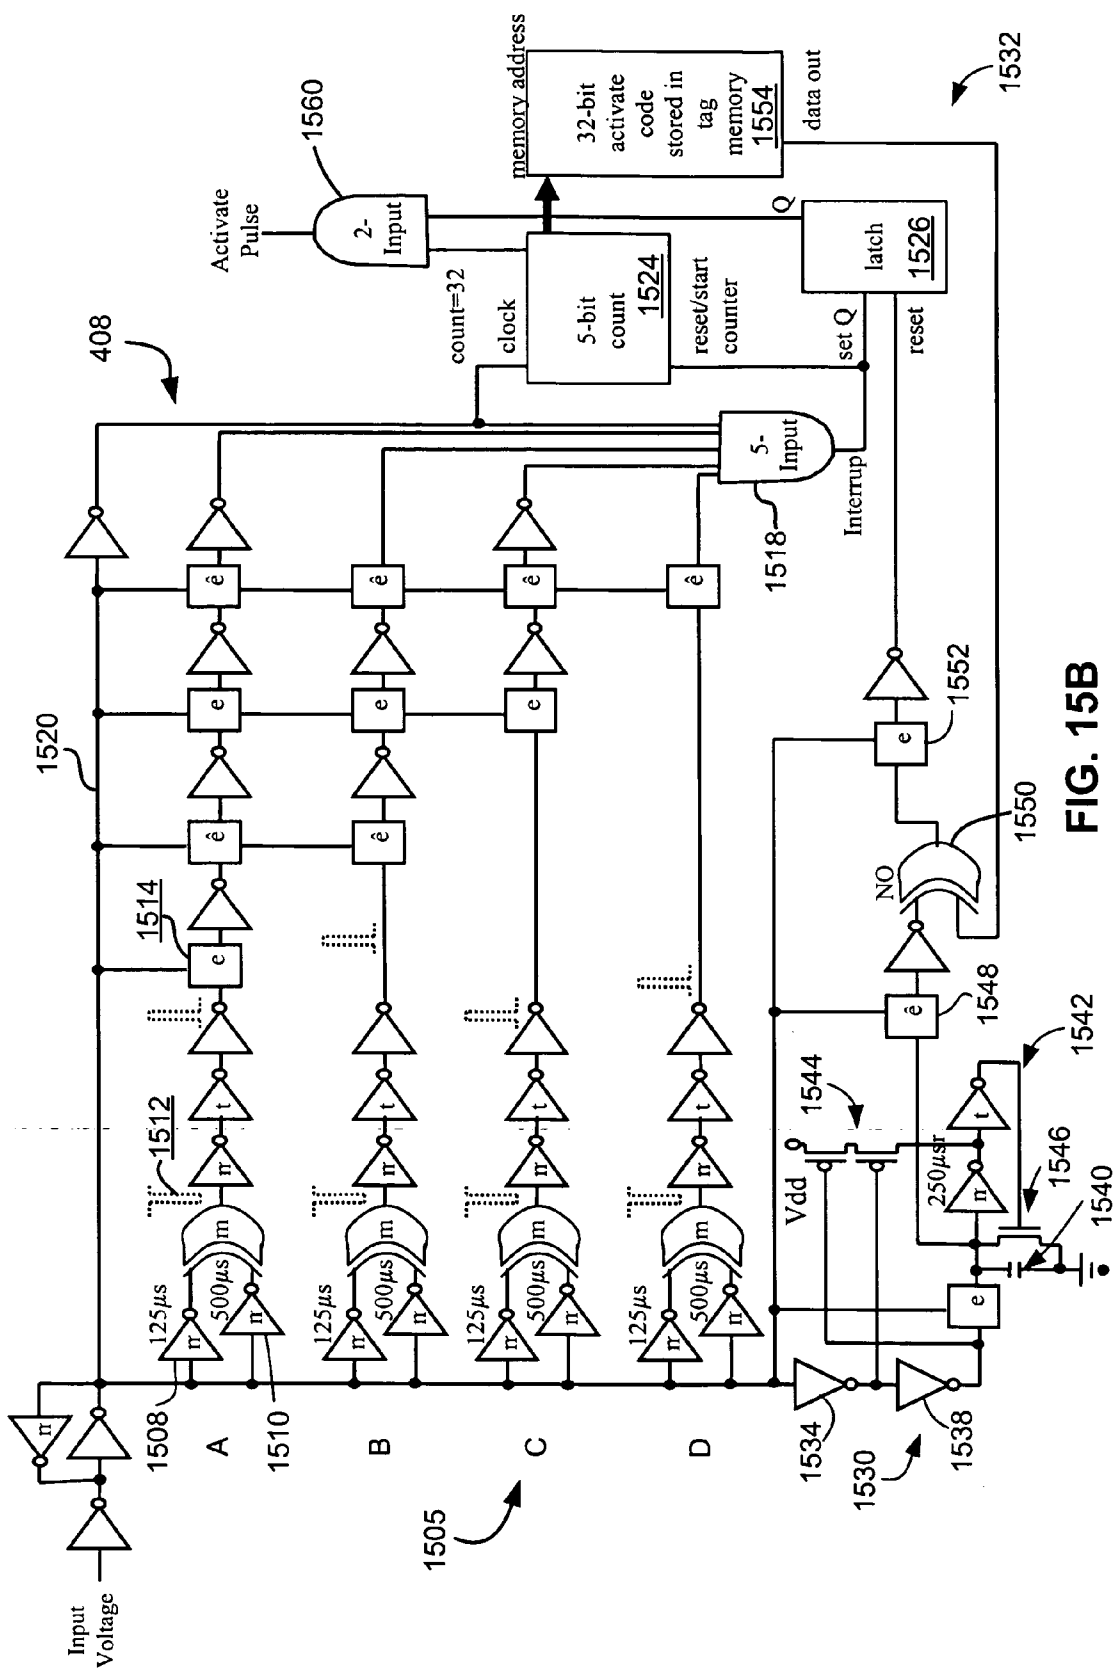 Input
Voltage
n
1520
408
Activate
Pulse
1560
2-
Input
memory address
32-bit
activate
code
stored in
tag
memory
1554
data out
1532
count=32
clock
5-bit
count
1524
reset/start
counter
Q
latch
1526
set Q
reset
1505
A
1508
125µs
n
500µs
n
1510
m
1512
n
t
1514
e
ê
e
ê
B
125µs
n
500µs
n
m
n
t
ê
e
ê
C
125µs
n
500µs
n
m
n
t
e
ê
D
125µs
n
500µs
n
m
n
t
ê
5-
Input
1518
Interrup
1534
1530
1538
Vdd
1544
250µsr
n
t
e
1546
1540
1542
ê
1548
NO
1550
e
1552
FIG. 15B